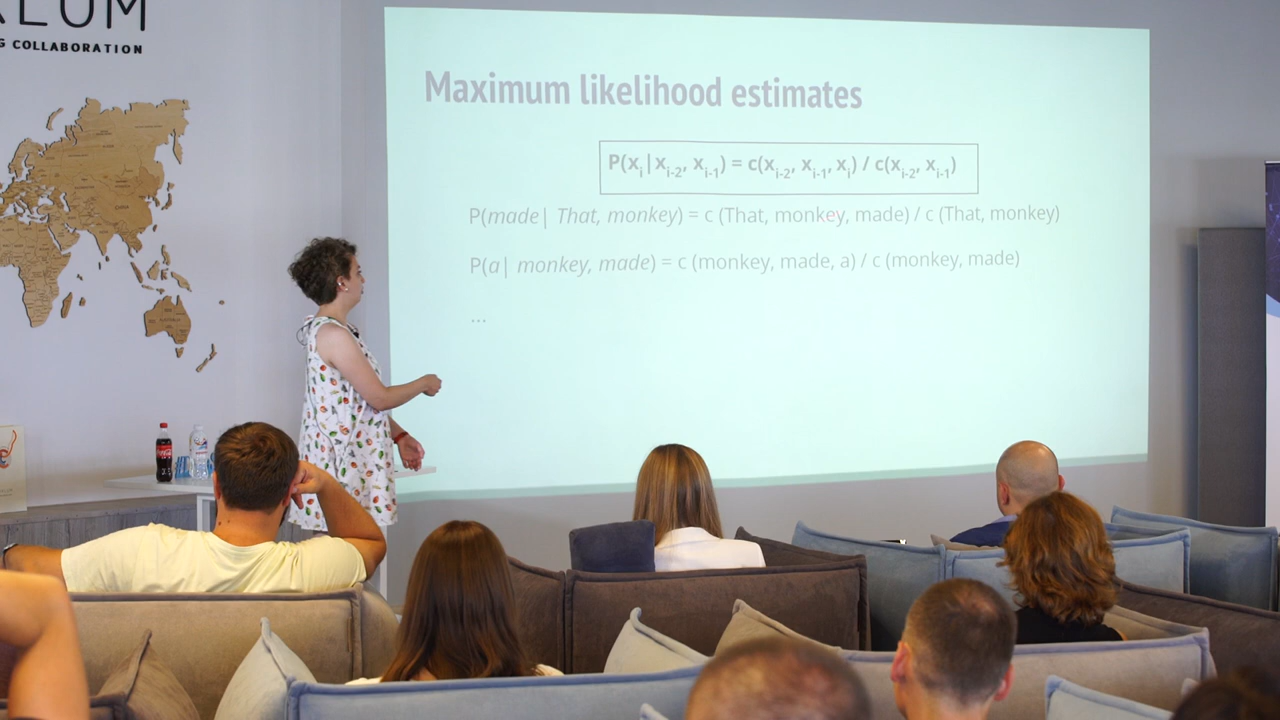 G COLLABORATION
Maximum likelihood estimates
P(xᵢ|xᵢ₋₂, xᵢ₋₁) = c(xᵢ₋₂, xᵢ₋₁, xᵢ) / c(xᵢ₋₂, xᵢ₋₁)
P(made| That, monkey) = c (That, monkey, made) / c (That, monkey)
P(a| monkey, made) = c (monkey, made, a) / c (monkey, made)
...